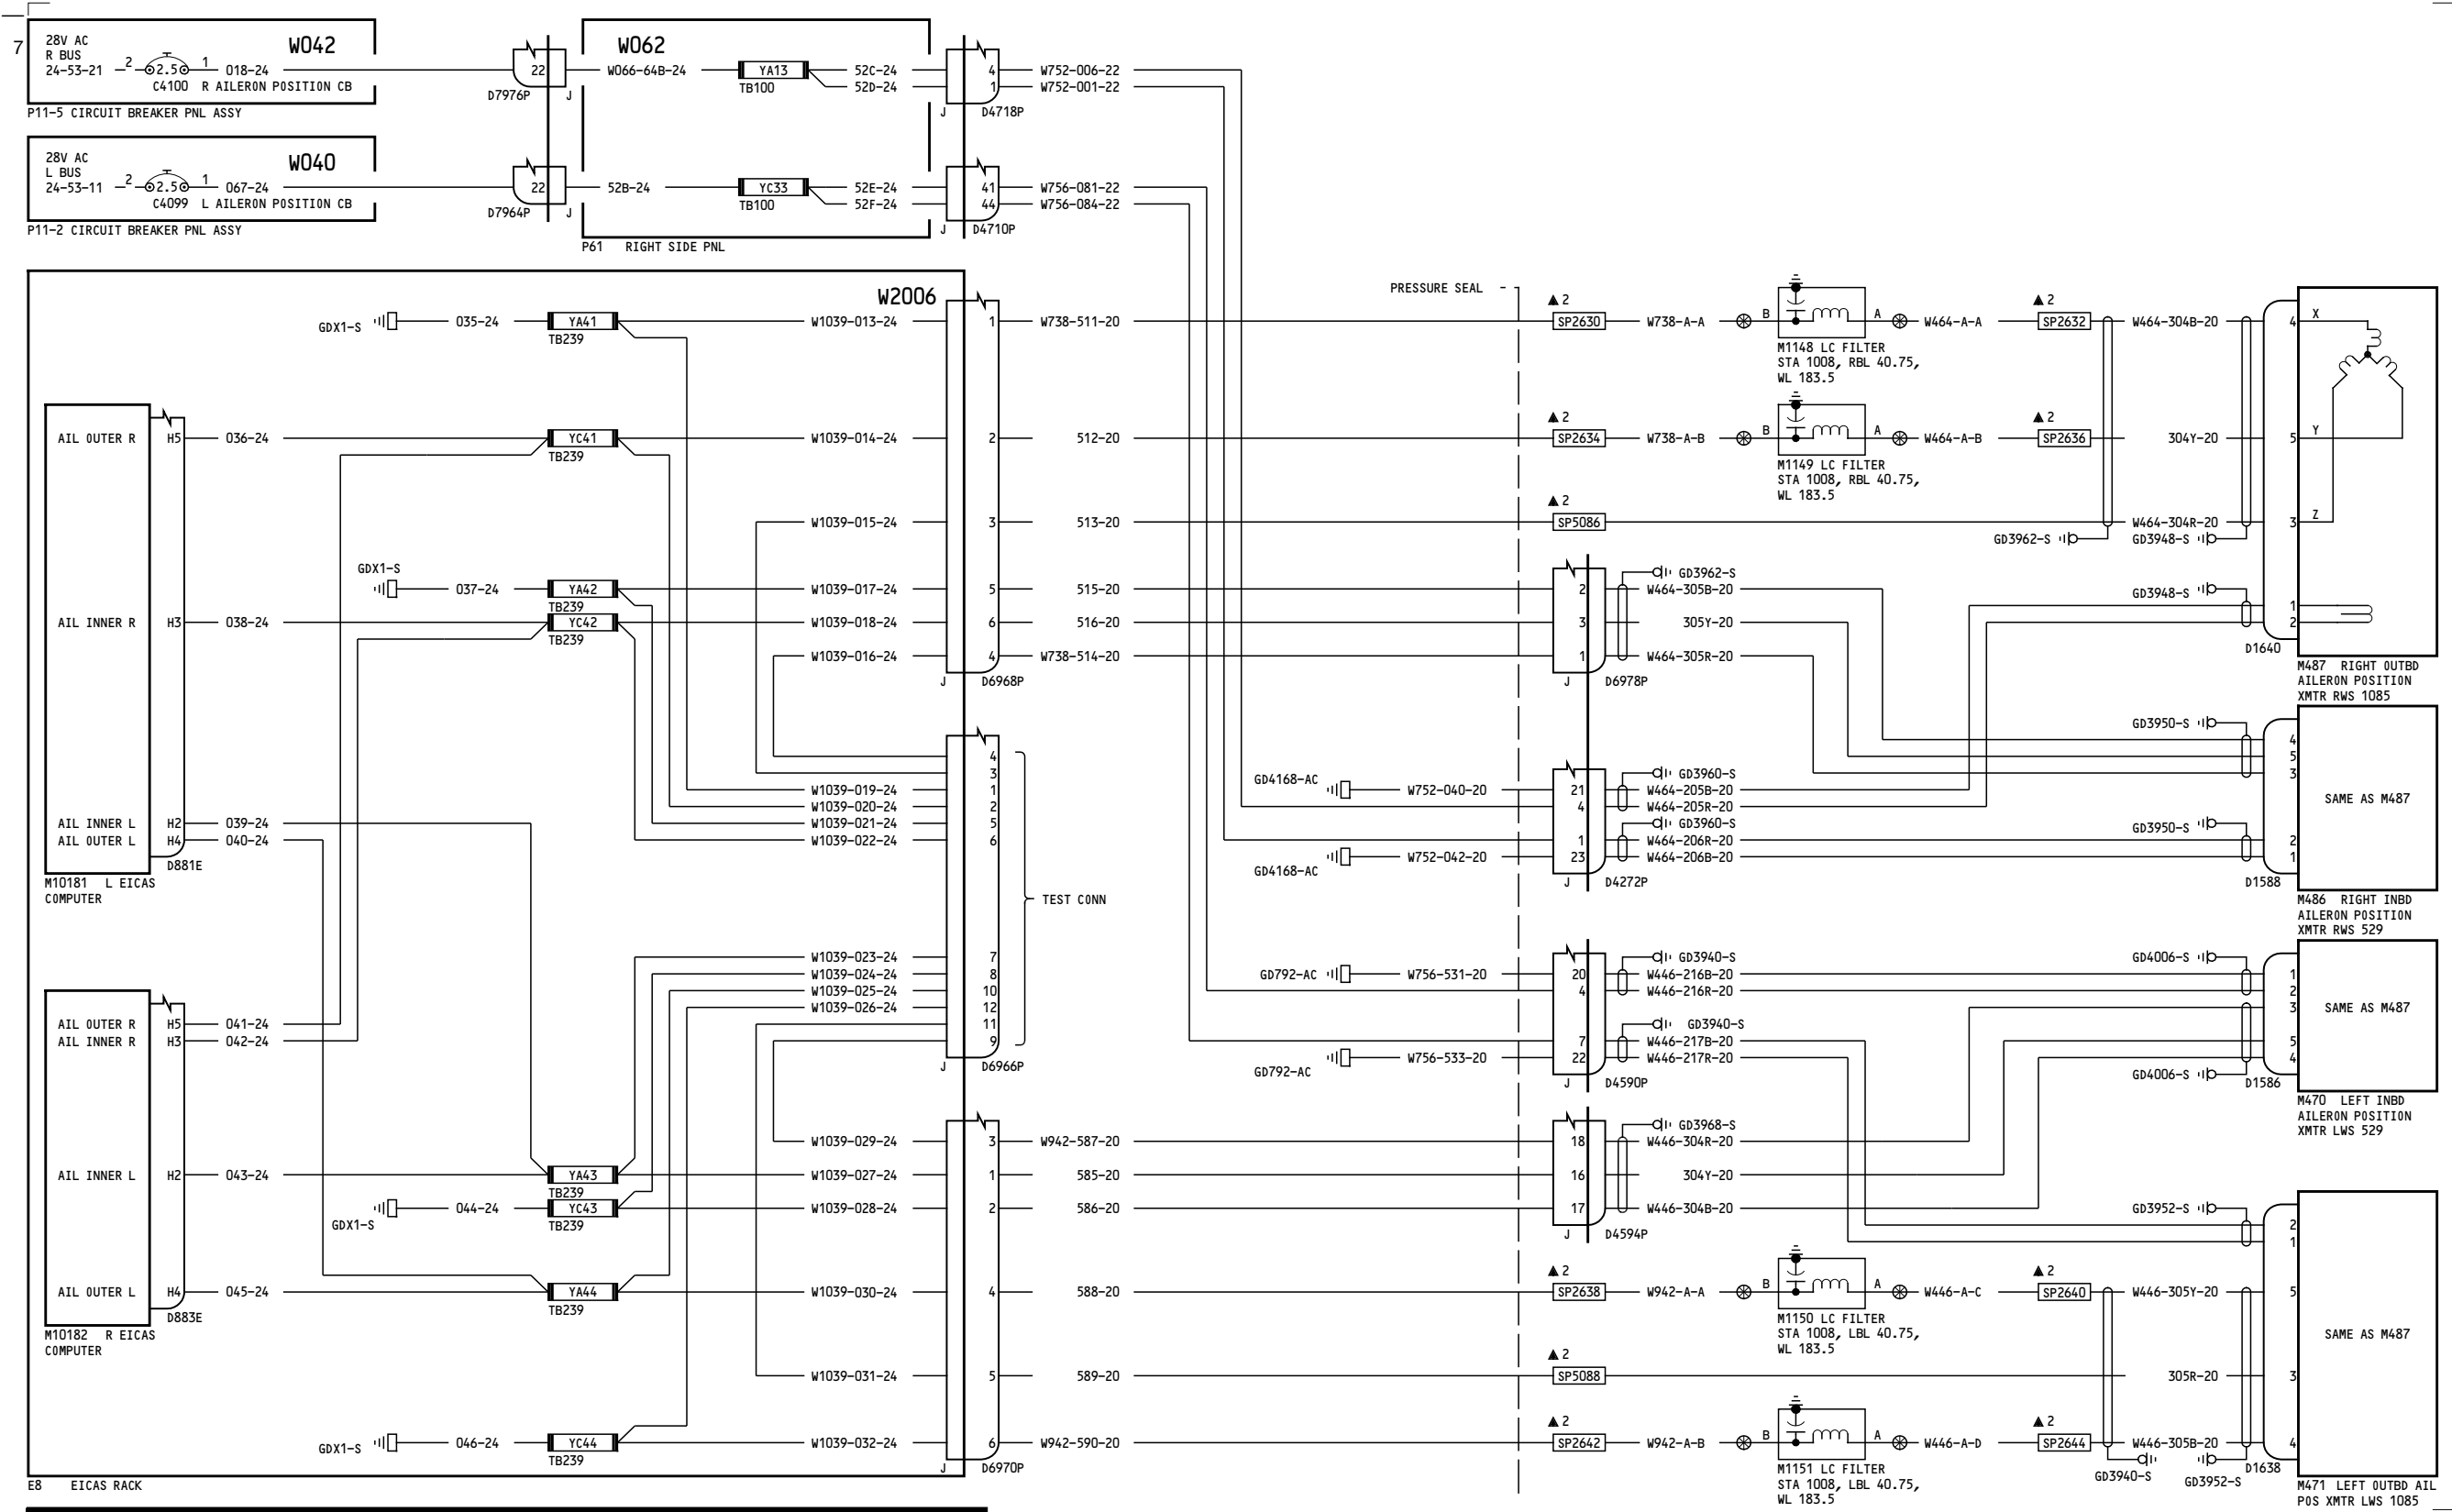 7
28V AC
R BUS
24-53-21
2
2.5
1
018-24
C4100 R AILERON POSITION CB
W042
P11-5 CIRCUIT BREAKER PNL ASSY
22
D7976P
J
W062
W066-64B-24
YA13
TB100
52C-24
52D-24
4
1
J
D4718P
W752-006-22
W752-001-22
28V AC
L BUS
24-53-11
2
2.5
1
067-24
C4099 L AILERON POSITION CB
W040
P11-2 CIRCUIT BREAKER PNL ASSY
22
D7964P
J
52B-24
YC33
TB100
52E-24
52F-24
41
44
J
D4710P
W756-081-22
W756-084-22
P61 RIGHT SIDE PNL
W2006
GDX1-S
035-24
YA41
TB239
W1039-013-24
1
W738-511-20
AIL OUTER R
H5
036-24
YC41
TB239
W1039-014-24
2
512-20
W1039-015-24
3
513-20
GDX1-S
037-24
YA42
TB239
W1039-017-24
5
515-20
AIL INNER R
H3
038-24
YC42
TB239
W1039-018-24
6
516-20
W1039-016-24
4
W738-514-20
J
D6968P
4
3
W1039-019-24
1
W1039-020-24
2
AIL INNER L
H2
039-24
W1039-021-24
5
AIL OUTER L
H4
040-24
W1039-022-24
6
D881E
M10181 L EICAS
COMPUTER
TEST CONN
W1039-023-24
7
W1039-024-24
8
W1039-025-24
10
W1039-026-24
12
11
9
J
D6966P
AIL OUTER R
H5
041-24
AIL INNER R
H3
042-24
W1039-029-24
3
W942-587-20
AIL INNER L
H2
043-24
YA43
TB239
W1039-027-24
1
585-20
GDX1-S
044-24
YC43
TB239
W1039-028-24
2
586-20
AIL OUTER L
H4
045-24
YA44
TB239
W1039-030-24
4
588-20
D883E
M10182 R EICAS
COMPUTER
W1039-031-24
5
589-20
GDX1-S
046-24
YC44
TB239
W1039-032-24
6
W942-590-20
J
D6970P
E8 EICAS RACK
PRESSURE SEAL
2
SP2630
W738-A-A
B
A
M1148 LC FILTER
STA 1008, RBL 40.75,
WL 183.5
W464-A-A
2
SP2632
W464-304B-20
4
X
2
SP2634
W738-A-B
B
A
M1149 LC FILTER
STA 1008, RBL 40.75,
WL 183.5
W464-A-B
2
SP2636
304Y-20
5
Y
2
SP5086
W464-304R-20
3
Z
GD3962-S
GD3948-S
GD3962-S
2
W464-305B-20
3
305Y-20
1
W464-305R-20
J
D6978P
GD3948-S
1
2
D1640
M487 RIGHT OUTBD
AILERON POSITION
XMTR RWS 1085
GD3950-S
4
5
3
SAME AS M487
GD4168-AC
W752-040-20
21
4
GD3960-S
W464-205B-20
W464-205R-20
GD3960-S
1
W464-206R-20
GD4168-AC
W752-042-20
23
W464-206B-20
J
D4272P
GD3950-S
2
1
D1588
M486 RIGHT INBD
AILERON POSITION
XMTR RWS 529
GD792-AC
W756-531-20
20
4
GD3940-S
W446-216B-20
W446-216R-20
GD3940-S
7
W446-217B-20
GD792-AC
W756-533-20
22
W446-217R-20
J
D4590P
GD4006-S
1
2
3
5
4
SAME AS M487
GD4006-S
D1586
M470 LEFT INBD
AILERON POSITION
XMTR LWS 529
GD3968-S
18
W446-304R-20
16
304Y-20
17
W446-304B-20
J
D4594P
GD3952-S
2
1
2
SP2638
W942-A-A
B
A
M1150 LC FILTER
STA 1008, LBL 40.75,
WL 183.5
W446-A-C
2
SP2640
W446-305Y-20
5
SAME AS M487
2
SP5088
305R-20
3
2
SP2642
W942-A-B
B
A
M1151 LC FILTER
STA 1008, LBL 40.75,
WL 183.5
W446-A-D
2
SP2644
W446-305B-20
4
GD3940-S
GD3952-S
D1638
M471 LEFT OUTBD AIL
POS XMTR LWS 1085